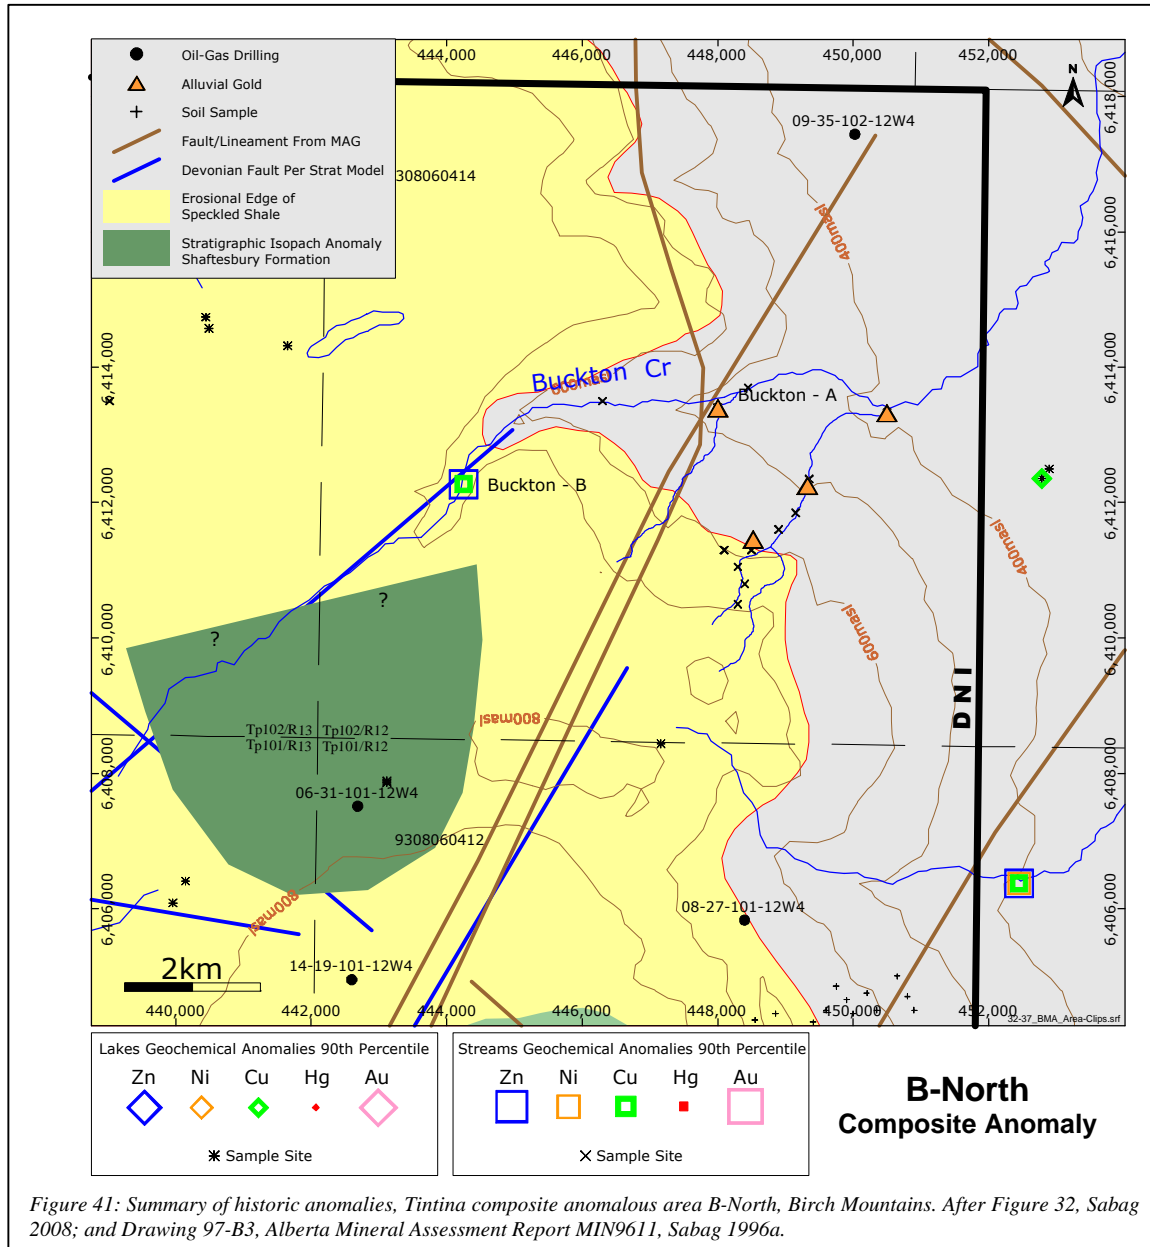 444,000 446,000 448,000 450,000 452,000
N
Oil-Gas Drilling
Alluvial Gold
Soil Sample
Fault/Lineament From MAG
Devonian Fault Per Strat Model
Erosional Edge of
Speckled Shale
Stratigraphic Isopach Anomaly
Shaftesbury Formation
6,418,000
09-35-102-12W4
308060414
400masl
6,416,000
6,414,000
6,414,000
Buckton Cr
600masl
Buckton - A
Buckton - B
6,412,000
6,412,000
400masl
?
?
6,410,000
6,410,000
600masl
DNI
800masl
Tp102/R13 Tp102/R12
Tp101/R13 Tp101/R12
6,408,000
6,408,000
06-31-101-12W4
9308060412
800masl
6,406,000
6,406,000
08-27-101-12W4
14-19-101-12W4
2km
440,000 442,000 444,000 446,000 448,000 450,000 452,000
32-37_BMA_Area-Clips.srf
Lakes Geochemical Anomalies 90th Percentile
Zn Ni Cu Hg Au
Sample Site
Streams Geochemical Anomalies 90th Percentile
Zn Ni Cu Hg Au
Sample Site
B-North
Composite Anomaly
Figure 41: Summary of historic anomalies, Tintina composite anomalous area B-North, Birch Mountains. After Figure 32, Sabag
2008; and Drawing 97-B3, Alberta Mineral Assessment Report MIN9611, Sabag 1996a.